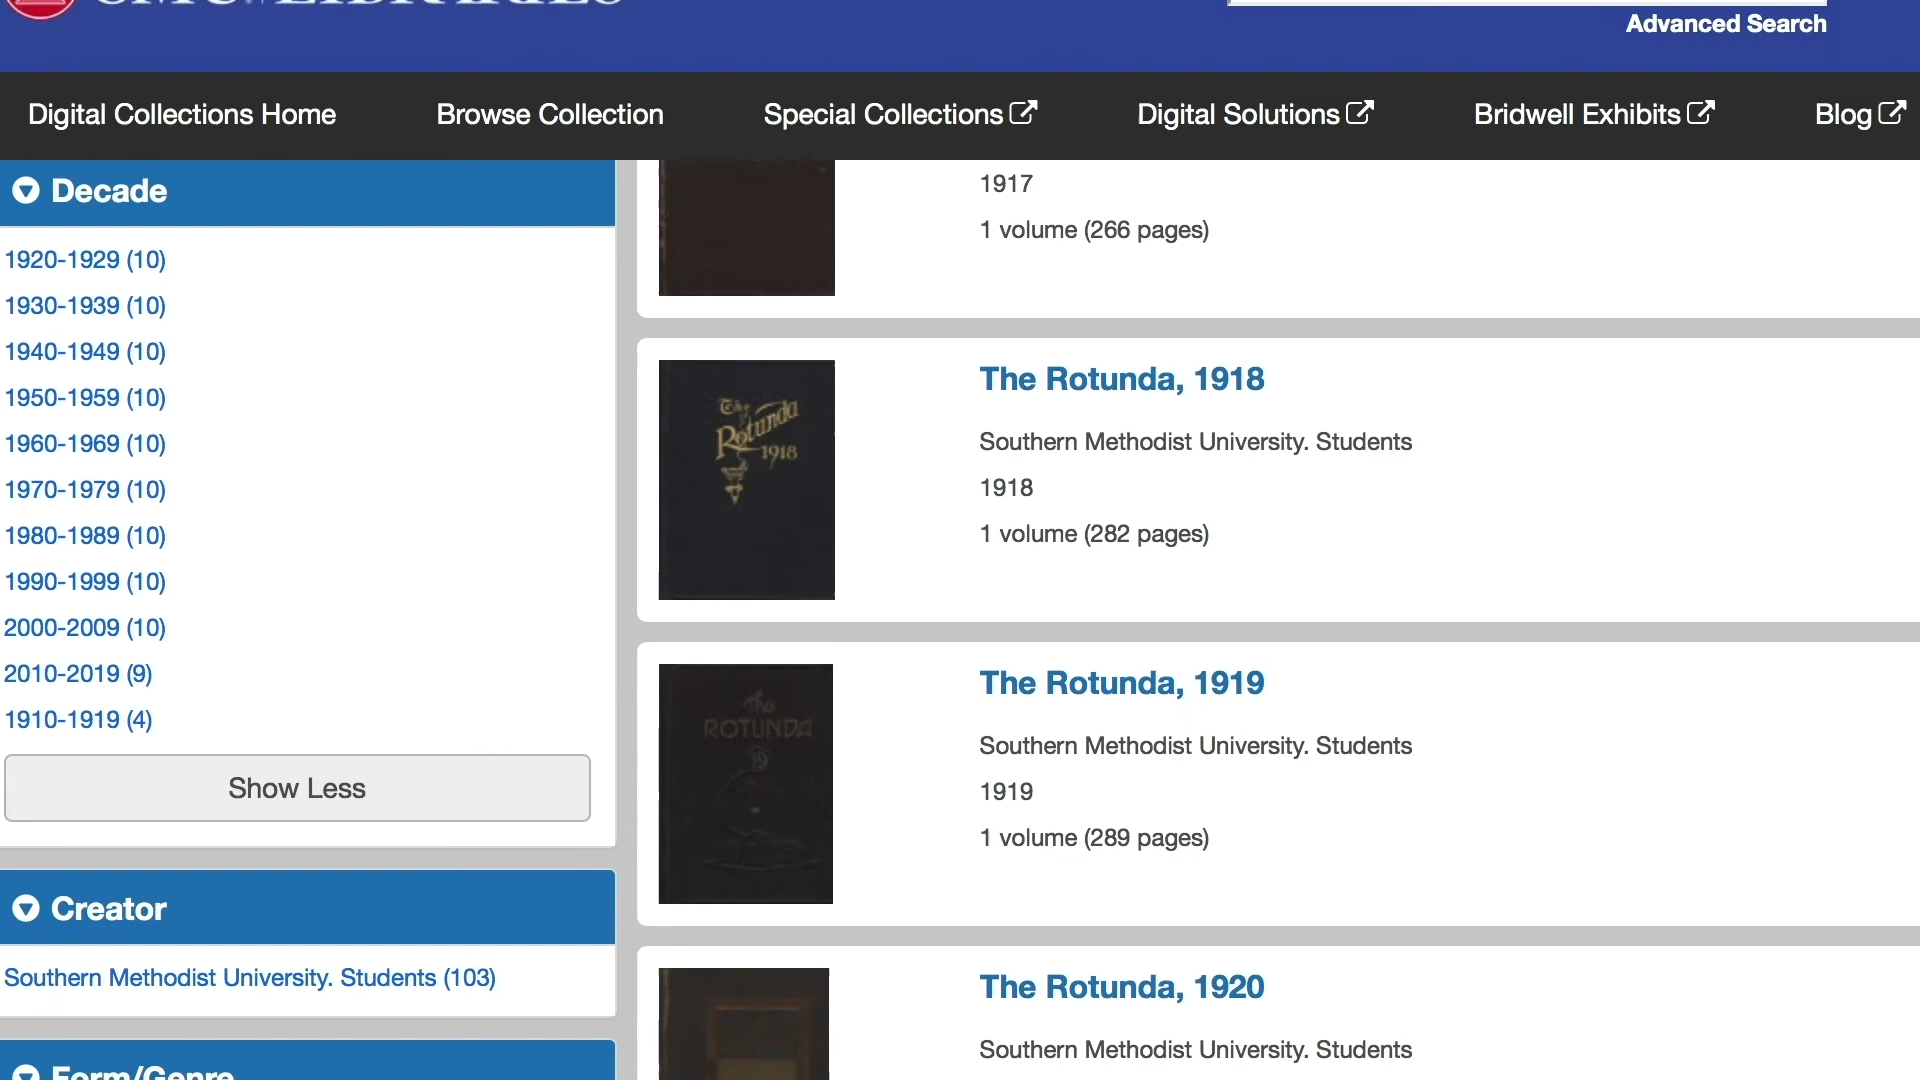 Advanced Search
Digital Collections Home Browse Collection Special Collections Digital Solutions Bridwell Exhibits Blog
Decade
1920-1929 (10)
1930-1939 (10)
1940-1949 (10)
1950-1959 (10)
1960-1969 (10)
1970-1979 (10)
1980-1989 (10)
1990-1999 (10)
2000-2009 (10)
2010-2019 (9)
1910-1919 (4)
Show Less
Creator
Southern Methodist University. Students (103)
Form/Genre
1917
1 volume (266 pages)
The
Rotunda
1918
The Rotunda, 1918
Southern Methodist University. Students
1918
1 volume (282 pages)
The
ROTUNDA
19
The Rotunda, 1919
Southern Methodist University. Students
1919
1 volume (289 pages)
The Rotunda, 1920
Southern Methodist University. Students